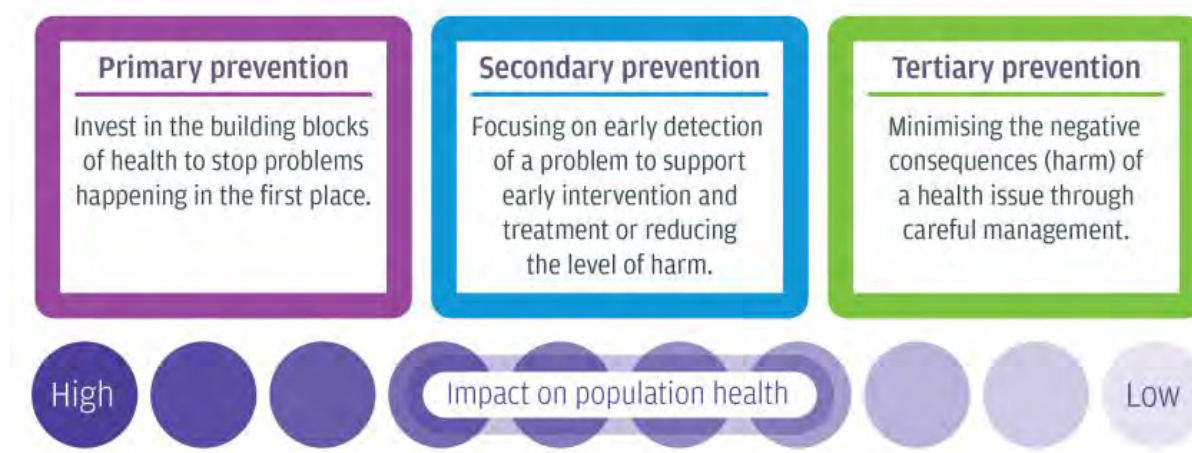 Primary prevention
Invest in the building blocks
of health to stop problems
happening in the first place.
Secondary prevention
Focusing on early detection
of a problem to support
early intervention and
treatment or reducing
the level of harm.
Tertiary prevention
Minimising the negative
consequences (harm) of
a health issue through
careful management.
High
Impact on population health
Low